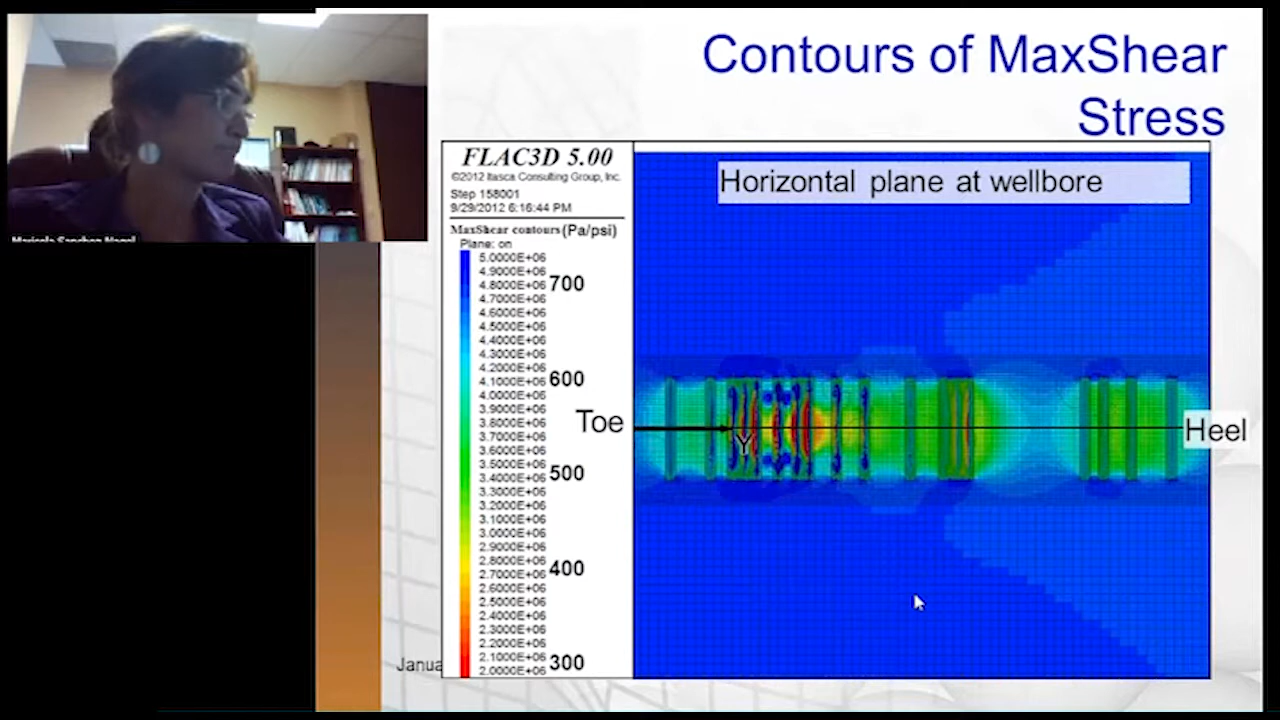 Contours of MaxShear
Stress
FLAC3D 5.00
©2012 Itasca Consulting Group, Inc.
Step 158001
9/29/2012 6:16:44 PM
MaxShear contours (Pa/psi)
Plane: on
5.0000E+06
4.9000E+06
4.8000E+06 700
4.7000E+06
4.6000E+06
4.5000E+06
4.4000E+06
4.3000E+06
4.2000E+06
4.1000E+06 600
4.0000E+06
3.9000E+06
3.8000E+06
3.7000E+06
3.6000E+06
3.5000E+06
3.4000E+06 500
3.3000E+06
3.2000E+06
3.1000E+06
3.0000E+06
2.9000E+06
2.8000E+06
2.7000E+06 400
2.6000E+06
2.5000E+06
2.4000E+06
2.3000E+06
2.2000E+06
2.1000E+06
2.0000E+06 300
Horizontal plane at wellbore
Toe
Y
Heel
Janua